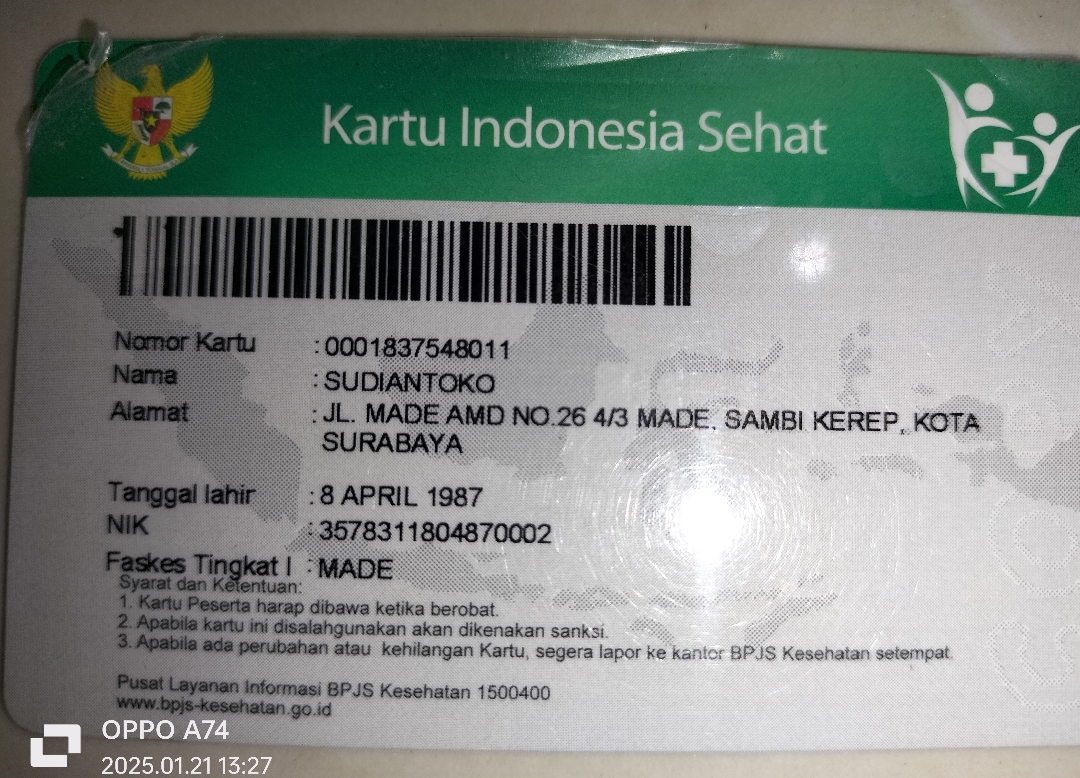 Kartu Indonesia Sehat
Nomor Kartu : 0001837548011
Nama : SUDIANTOKO
Alamat : JL. MADE AMD NO.26 4/3 MADE, SAMBI KEREP, KOTA
SURABAYA
Tanggal lahir : 8 APRIL 1987
NIK : 3578311804870002
Faskes Tingkat I : MADE
Syarat dan Ketentuan:
1. Kartu Peserta harap dibawa ketika berobat.
2. Apabila kartu ini disalahgunakan akan dikenakan sanksi.
3. Apabila ada perubahan atau kehilangan Kartu, segera lapor ke kantor BPJS Kesehatan setempat.
Pusat Layanan Informasi BPJS Kesehatan 1500400
www.bpjs-kesehatan.go.id
OPPO A74
2025.01.21 13:27